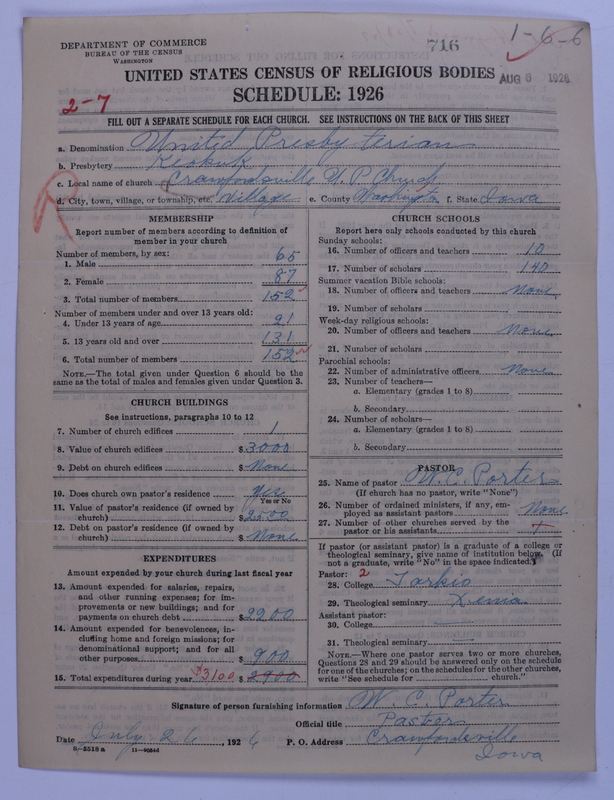 DEPARTMENT OF COMMERCE
BUREAU OF THE CENSUS
WASHINGTON
716
1-6-6
UNITED STATES CENSUS OF RELIGIOUS BODIES
AUG 6 1926
SCHEDULE: 1926
2-7
FILL OUT A SEPARATE SCHEDULE FOR EACH CHURCH. SEE INSTRUCTIONS ON THE BACK OF THIS SHEET
a. Denomination United Presbyterian
b. Presbytery Keokuk
c. Local name of church Crawfordsville U. P. Church
d. City, town, village, or township, etc. Village e. County Washington f. State Iowa
R
MEMBERSHIP
Report number of members according to definition of
member in your church
Number of members, by sex:
1. Male 65
2. Female 87
3. Total number of members 152
Number of members under and over 13 years old:
4. Under 13 years of age 21
5. 13 years old and over 131
6. Total number of members 152
NOTE.—The total given under Question 6 should be
same as the total of males and females given under Question 3.
CHURCH BUILDINGS
See instructions, paragraphs 10 to 12
7. Number of church edifices 1
8. Value of church edifices $ 3000
9. Debt on church edifices $ None
10. Does church own pastor's residence Yes
Yes or No
11. Value of pastor's residence (if owned by
church) $ 2500
12. Debt on pastor's residence (if owned by
church) $ None
EXPENDITURES
Amount expended by your church during last fiscal year
13. Amount expended for salaries, repairs,
and other running expenses; for im-
provements or new buildings; and for
payments on church debt $ 2200
14. Amount expended for benevolences, in-
cluding home and foreign missions; for
denominational support; and for all
other purposes $ 900
15. Total expenditures during year $3100 $ 2900
CHURCH SCHOOLS
Report here only schools conducted by this church
Sunday schools:
16. Number of officers and teachers 10
17. Number of scholars 140
Summer vacation Bible schools:
18. Number of officers and teachers None
19. Number of scholars
Week-day religious schools:
20. Number of officers and teachers None
21. Number of scholars
Parochial schools:
22. Number of administrative officers None
23. Number of teachers—
a. Elementary (grades 1 to 8)
b. Secondary
24. Number of scholars—
a. Elementary (grades 1 to 8)
b. Secondary
PASTOR
25. Name of pastor W. C. Porter
(If church has no pastor, write "None")
26. Number of ordained ministers, if any, em-
ployed as assistant pastors None
27. Number of other churches served by the
pastor or his assistants
If pastor (or assistant pastor) is a graduate of a college or
theological seminary, give name of institution below. (If
not a graduate, write "No" in the space indicated.)
Pastor: 2
28. College Tarkio
29. Theological seminary Xenia
Assistant pastor:
30. College
31. Theological seminary
NOTE.—Where one pastor serves two or more churches,
Questions 28 and 29 should be answered only on the schedule
for one of the churches; on the schedules for the other churches,
write "See schedule for church."
Signature of person furnishing information W. C. Porter
Official title Pastor
Date July 26, 1926 P. O. Address Crawfordsville
Iowa